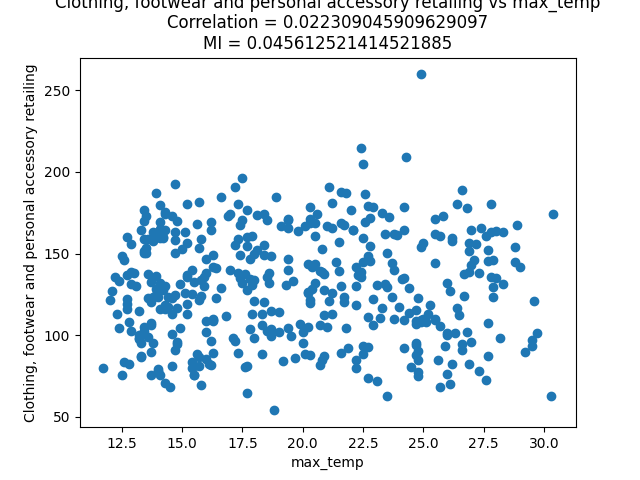 Clothing, footwear and personal accessory retailing vs max_temp
Correlation = 0.022309045909629097
MI = 0.045612521414521885
Clothing, footwear and personal accessory retailing
250
200
150
100
50
12.5 15.0 17.5 20.0 22.5 25.0 27.5 30.0
max_temp